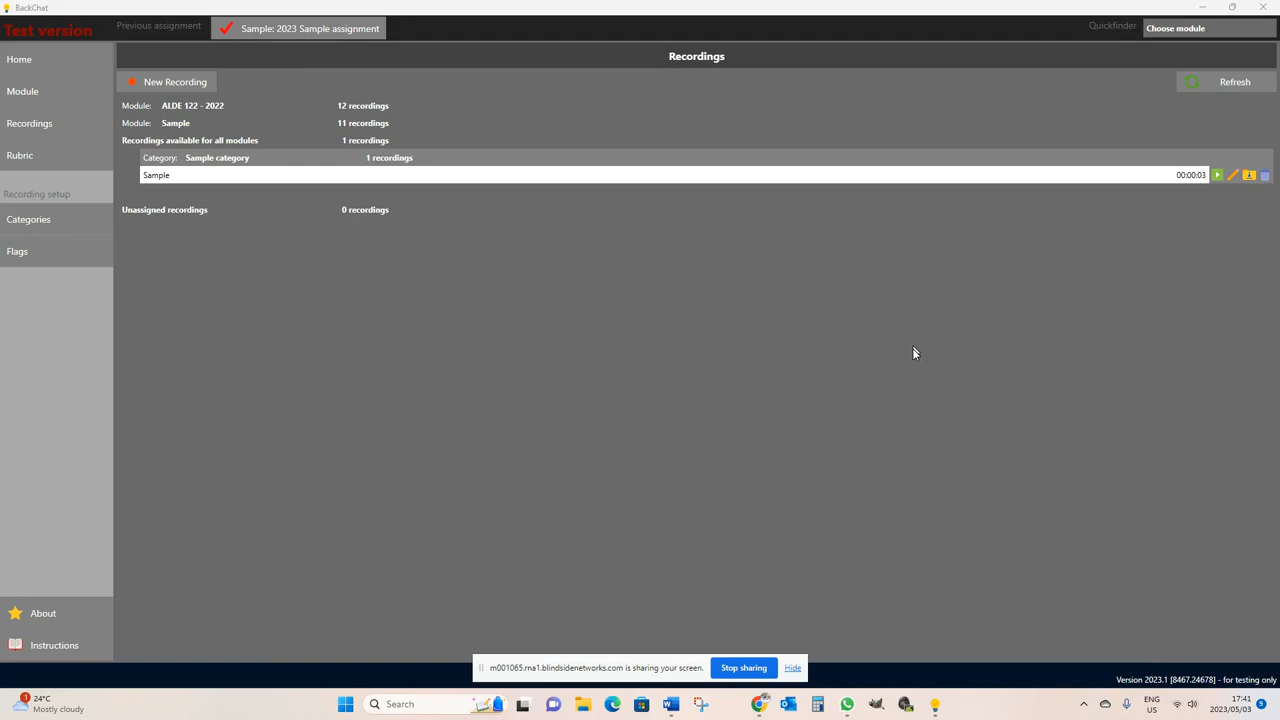 BackChat
Test version
Previous assignment
Sample: 2023 Sample assignment
Quickfinder
Choose module
Home
Module
Recordings
Rubric
Recording setup
Categories
Flags
About
Instructions
Recordings
New Recording
Refresh
Module: ALDE 122 - 2022 12 recordings
Module: Sample 11 recordings
Recordings available for all modules 1 recordings
Category: Sample category 1 recordings
Sample 00:00:03
Unassigned recordings 0 recordings
m001065.rna1.blindsidenetworks.com is sharing your screen.
Stop sharing
Hide
Version 2023.1 [8467.24678] - for testing only
1
24°C
Mostly cloudy
Search
ENG
US
17:41
2023/05/03
9